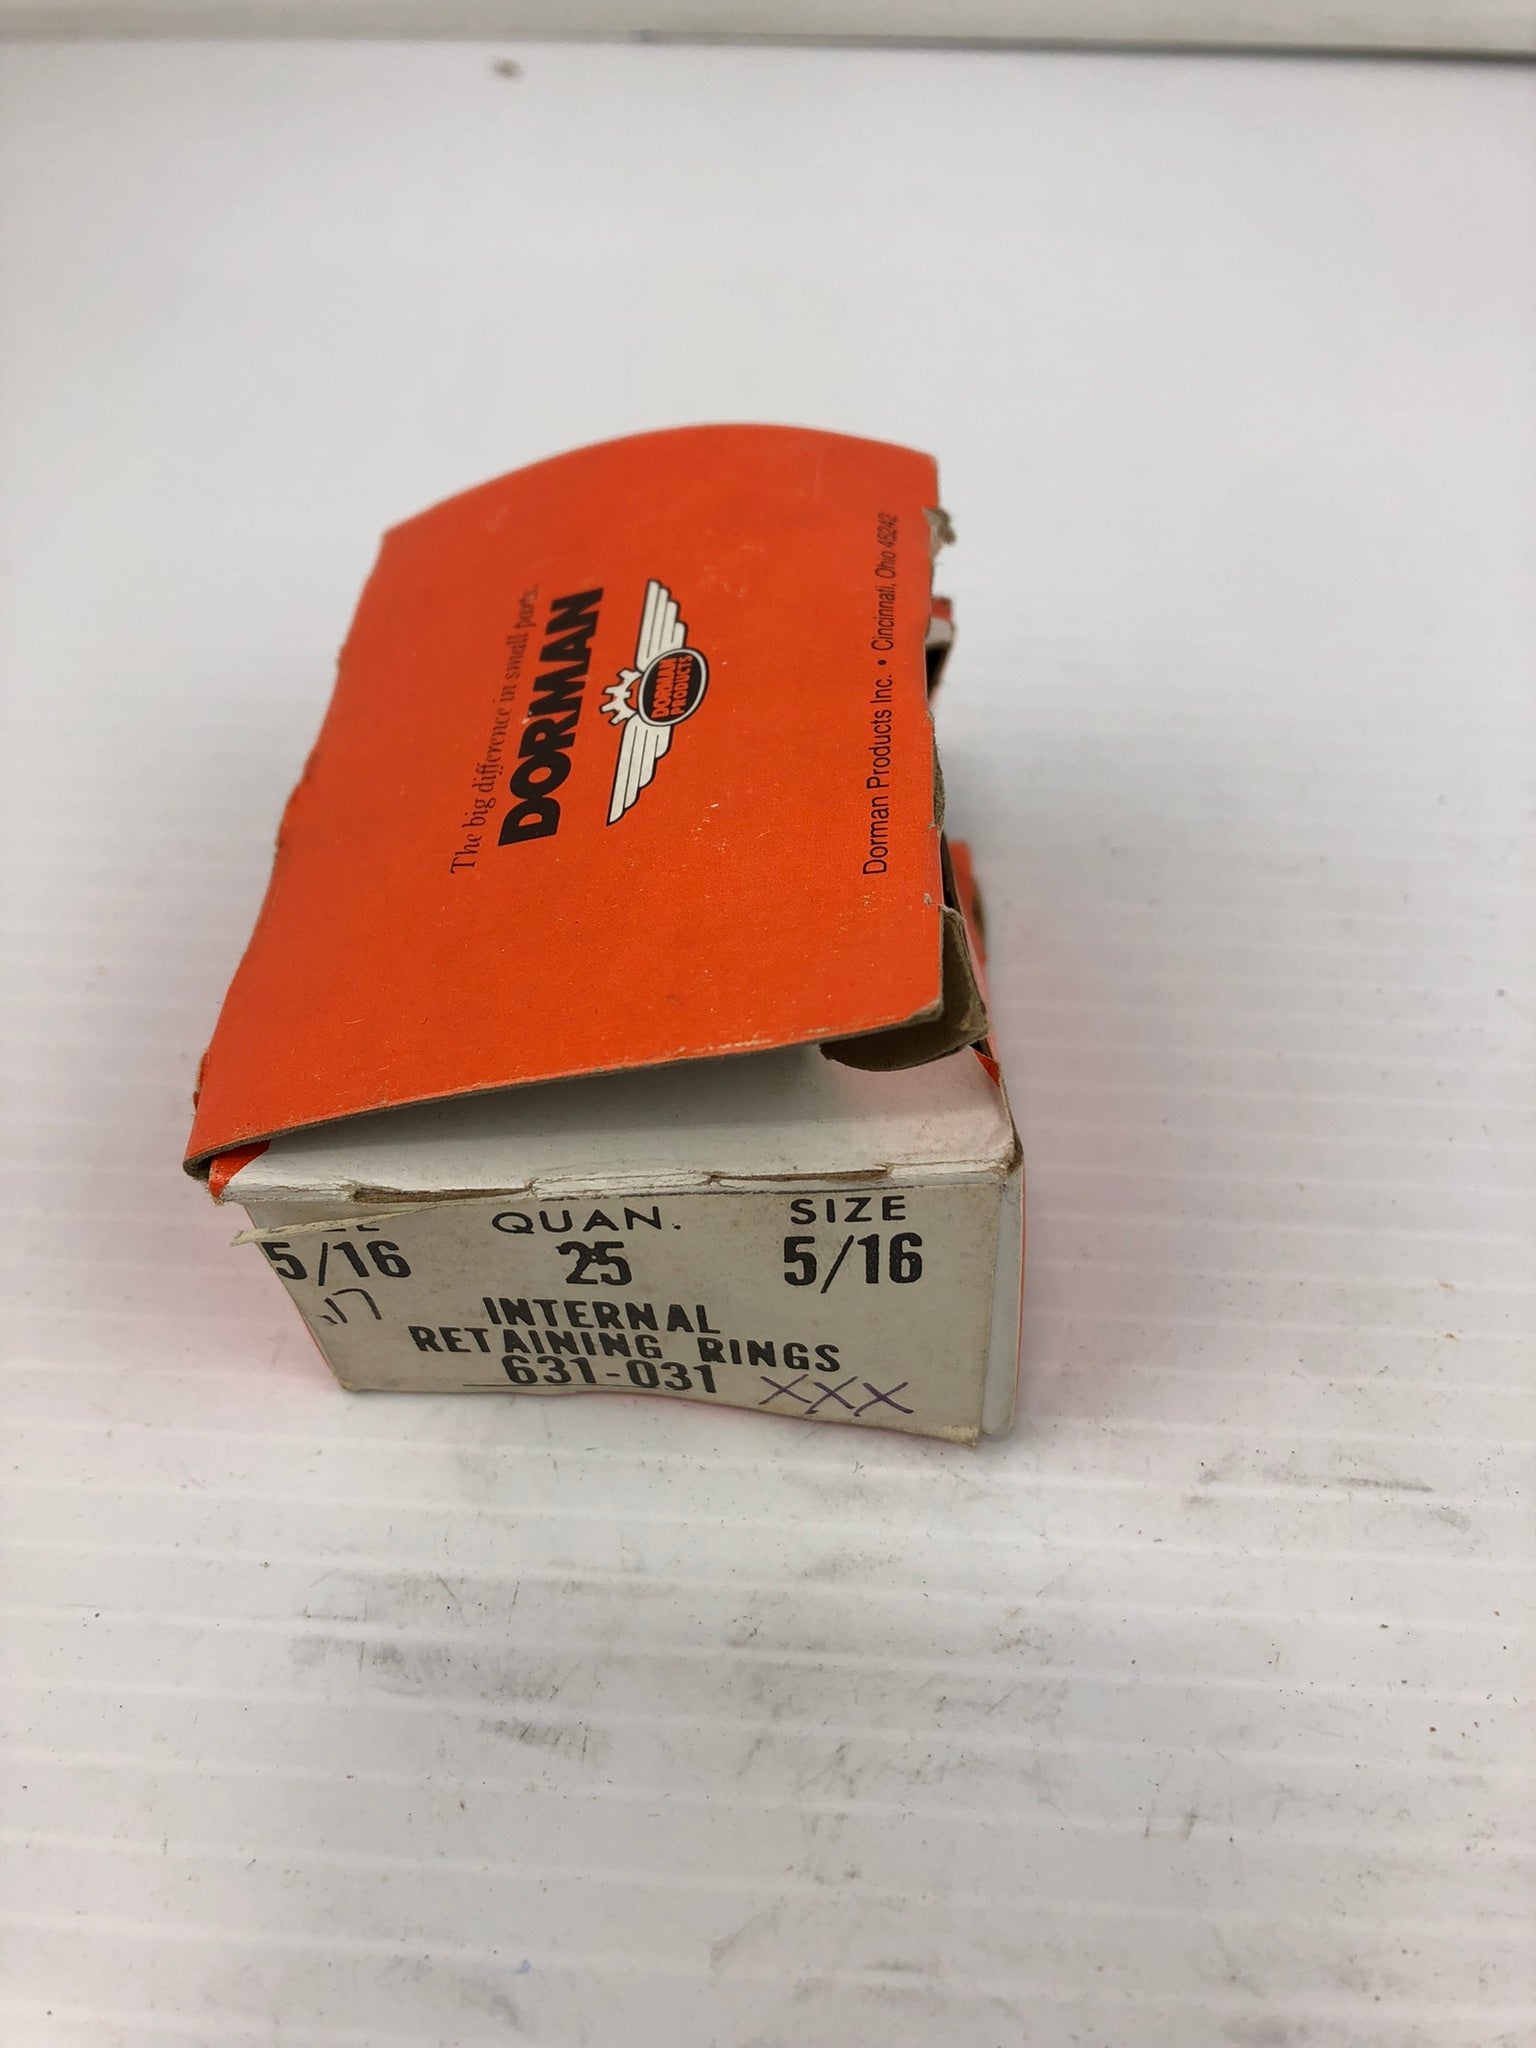 The big difference in small parts.
DORMAN
DORMAN
PRODUCTS
Dorman Products Inc. • Cincinnati, Ohio 45242
QUAN. SIZE
5/16 25 5/16
.17
INTERNAL
RETAINING RINGS
631-031 XXX